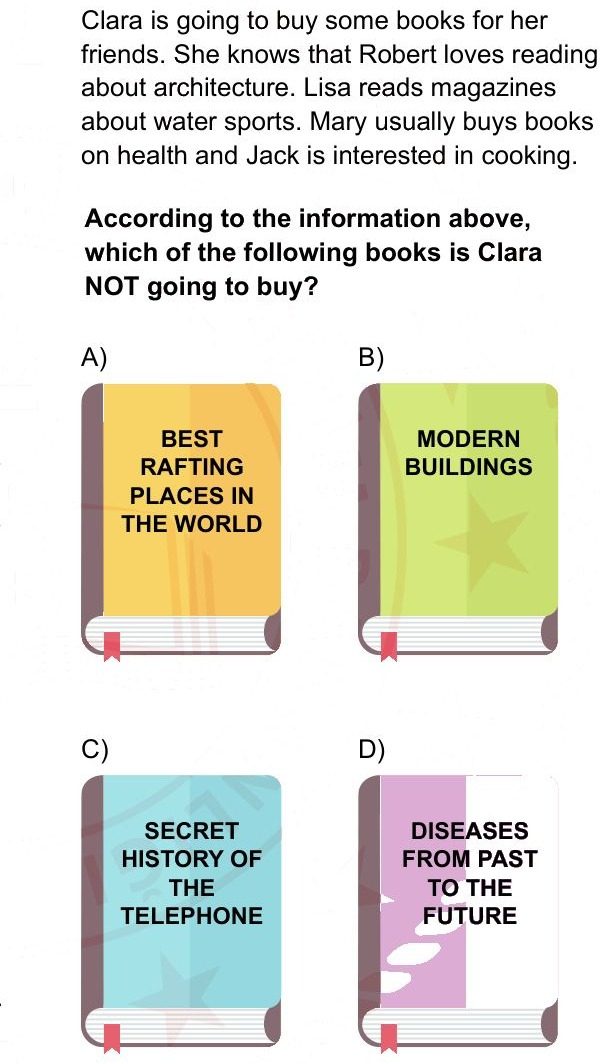 Clara is going to buy some books for her
friends. She knows that Robert loves reading
about architecture. Lisa reads magazines
about water sports. Mary usually buys books
on health and Jack is interested in cooking.
According to the information above,
which of the following books is Clara
NOT going to buy?
A)
BEST
RAFTING
PLACES IN
THE WORLD
B)
MODERN
BUILDINGS
C)
SECRET
HISTORY OF
THE
TELEPHONE
D)
DISEASES
FROM PAST
TO THE
FUTURE